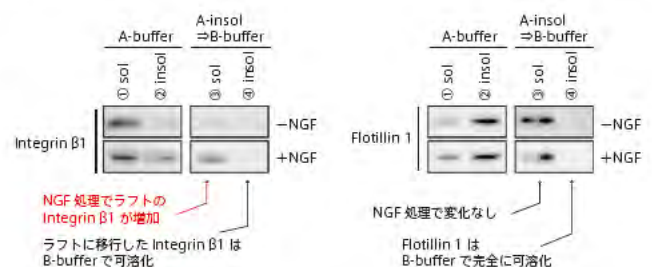 A-buffer
A-insol
⇒B-buffer
① sol
② insol
③ sol
④ insol
Integrin β1
−NGF
+NGF
NGF 処理でラフトの
Integrin β1 が増加
ラフトに移行した Integrin β1 は
B-buffer で可溶化
A-buffer
A-insol
⇒B-buffer
① sol
② insol
③ sol
④ insol
Flotillin 1
−NGF
+NGF
NGF 処理で変化なし
Flotillin 1 は
B-buffer で完全に可溶化